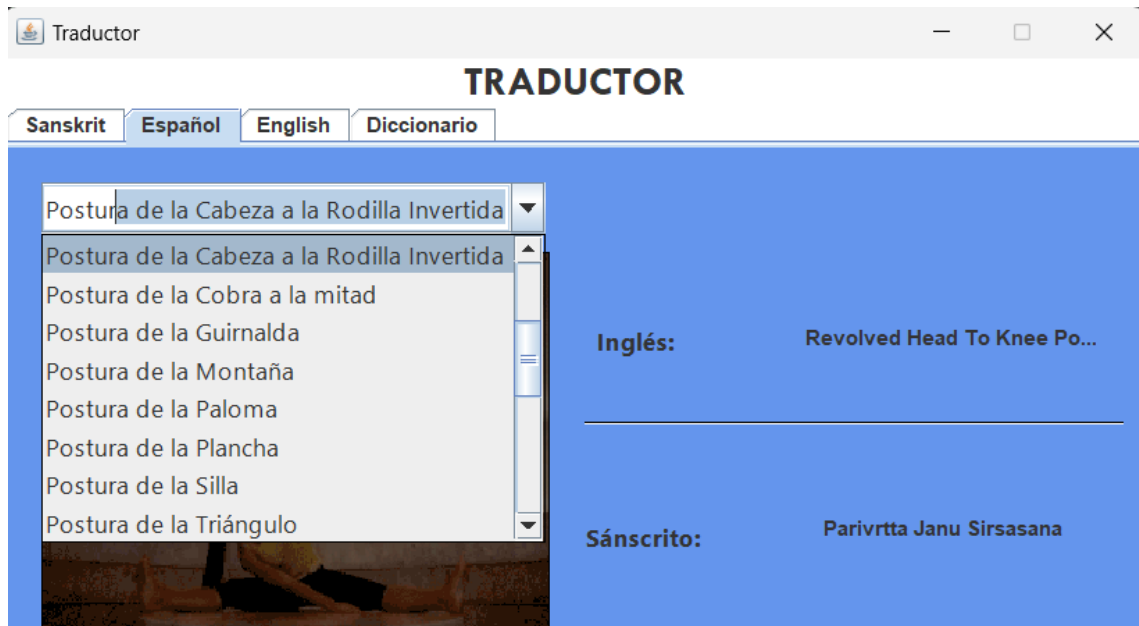 Traductor
TRADUCTOR
Sanskrit Español English Diccionario
Postura de la Cabeza a la Rodilla Invertida
Postura de la Cabeza a la Rodilla Invertida
Postura de la Cobra a la mitad
Postura de la Guirnalda
Postura de la Montaña
Postura de la Paloma
Postura de la Plancha
Postura de la Silla
Postura de la Triángulo
Inglés: Revolved Head To Knee Po...
Sánscrito: Parivrtta Janu Sirsasana